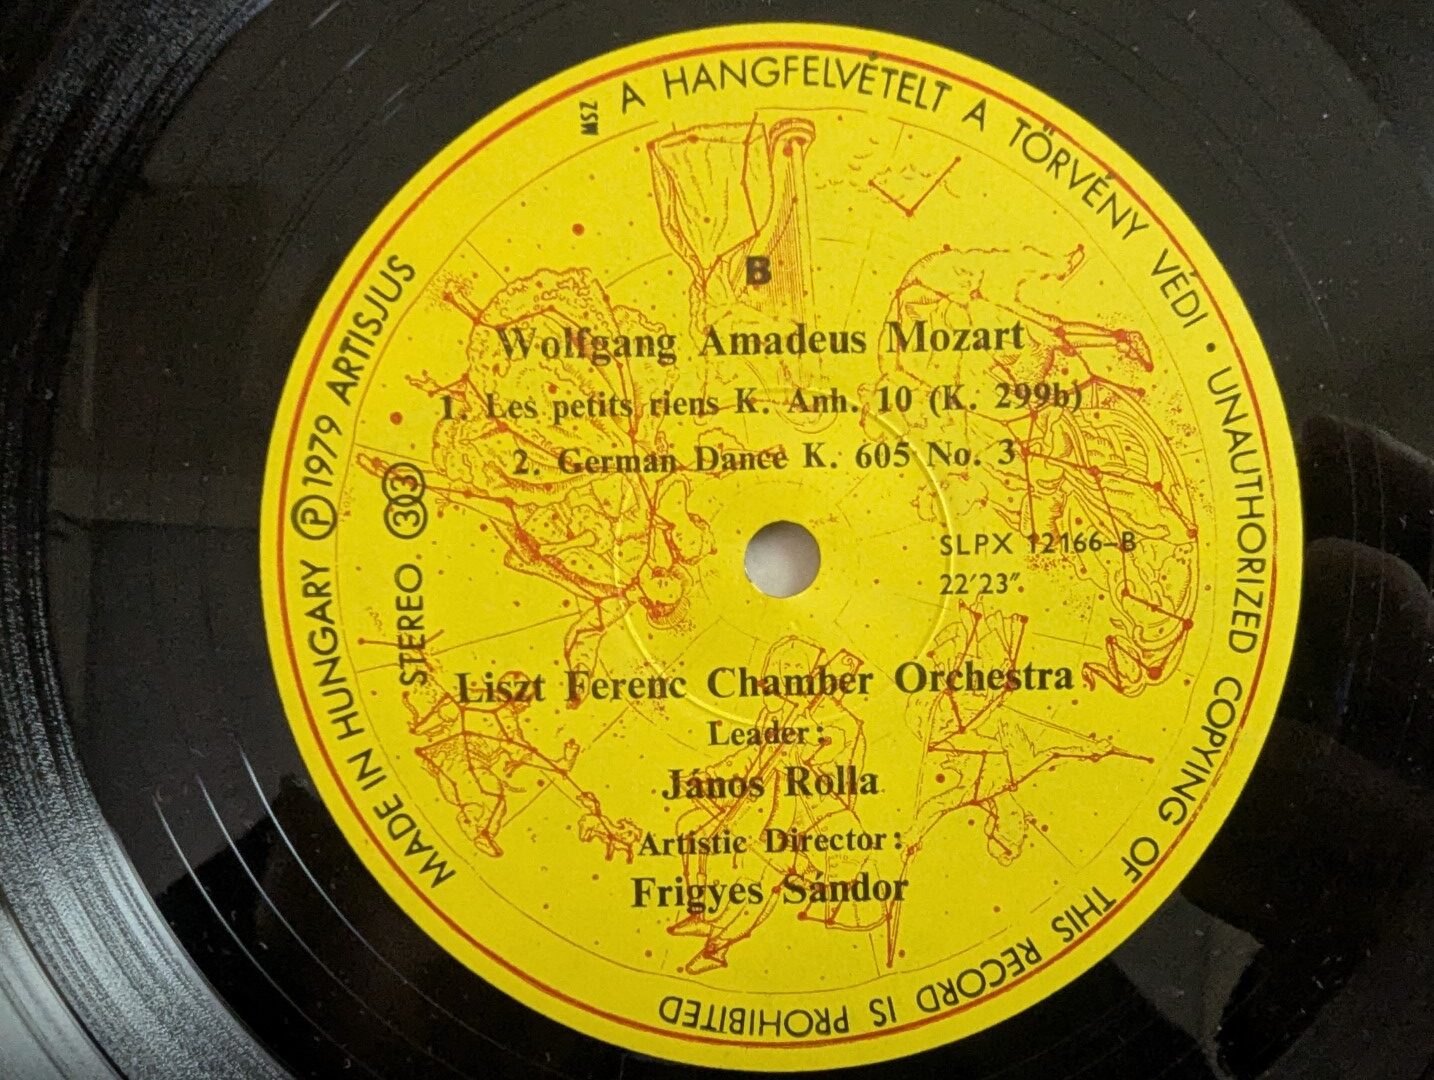 MSZ A HANGFELVÉTELT A TÖRVÉNY VÉDI • UNAUTHORIZED COPYING OF THIS RECORD IS PROHIBITED
MADE IN HUNGARY Ⓟ 1979 ARTISJUS
STEREO. 33
B
Wolfgang Amadeus Mozart
1. Les petits riens K. Anh. 10 (K. 299b)
2. German Dance K. 605 No. 3
SLPX 12166-B
22'23".
Liszt Ferenc Chamber Orchestra
Leader:
János Rolla
Artistic Director:
Frigyes Sándor